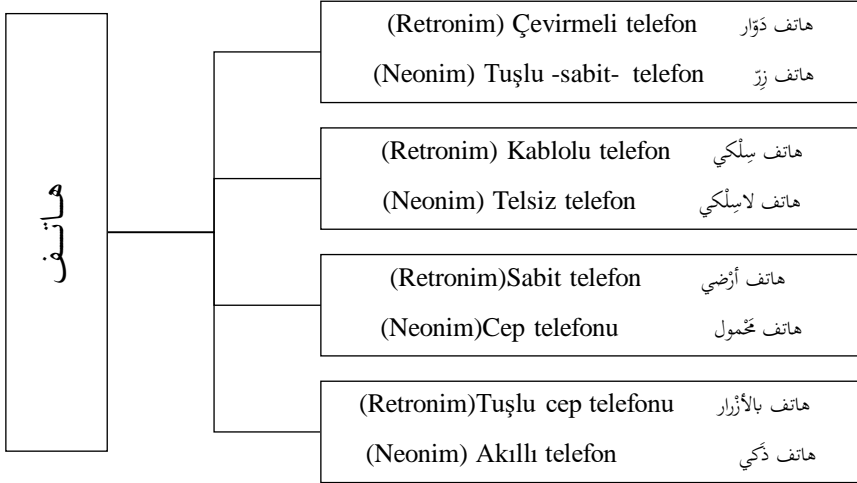 هاتف
(Retronim) Çevirmeli telefon هاتف دَوّار
(Neonim) Tuşlu -sabit- telefon هاتف زِرّ
(Retronim) Kablolu telefon هاتف سِلْكي
(Neonim) Telsiz telefon هاتف لاسِلْكي
(Retronim)Sabit telefon هاتف أرْضي
(Neonim)Cep telefonu هاتف مَحْمول
(Retronim)Tuşlu cep telefonu هاتف بالأزْرار
(Neonim) Akıllı telefon هاتف ذَكي